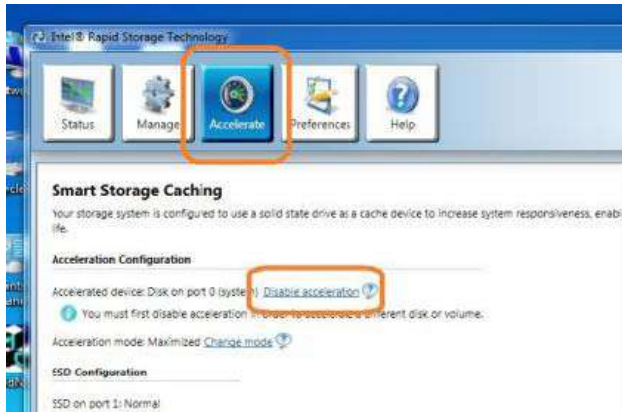 Intel® Rapid Storage Technology
Status Manage Accelerate Preferences Help
Smart Storage Caching
Your storage system is configured to use a solid state drive as a cache device to increase system responsiveness, enabl
life.
Acceleration Configuration
Accelerated device: Disk on port 0 (system) Disable acceleration ?
You must first disable acceleration in order to accelerate a different disk or volume.
Acceleration mode: Maximized Change mode ?
SSD Configuration
SSD on port 1: Normal